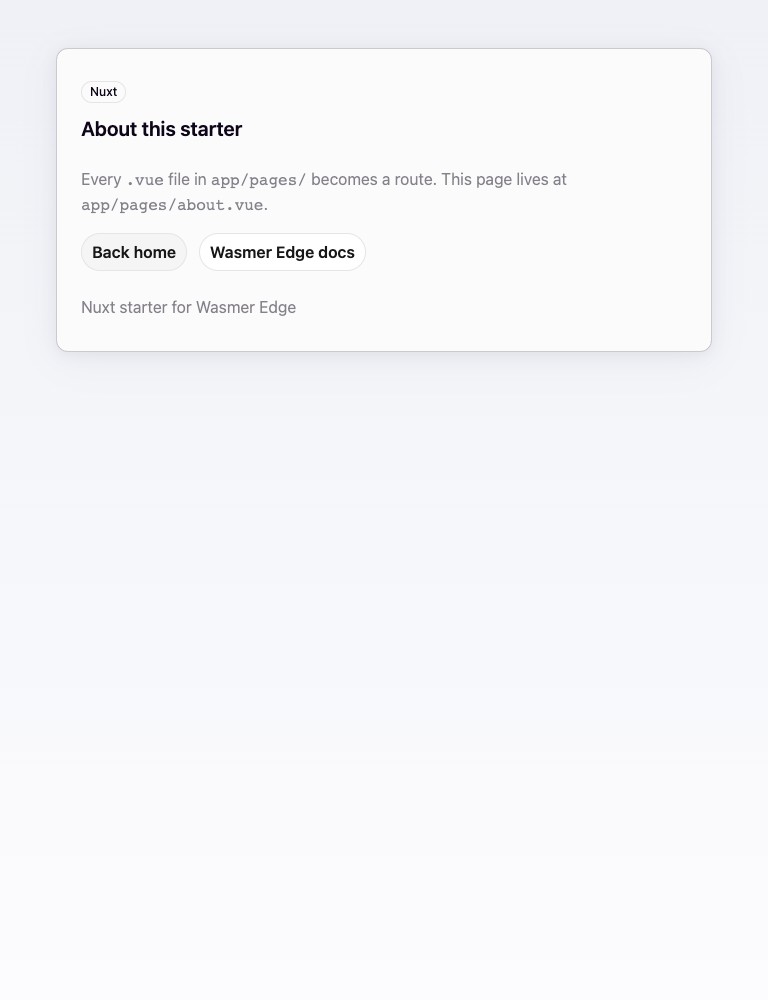 Nuxt
About this starter
Every .vue file in app/pages/ becomes a route. This page lives at
app/pages/about.vue.
Back home
Wasmer Edge docs
Nuxt starter for Wasmer Edge